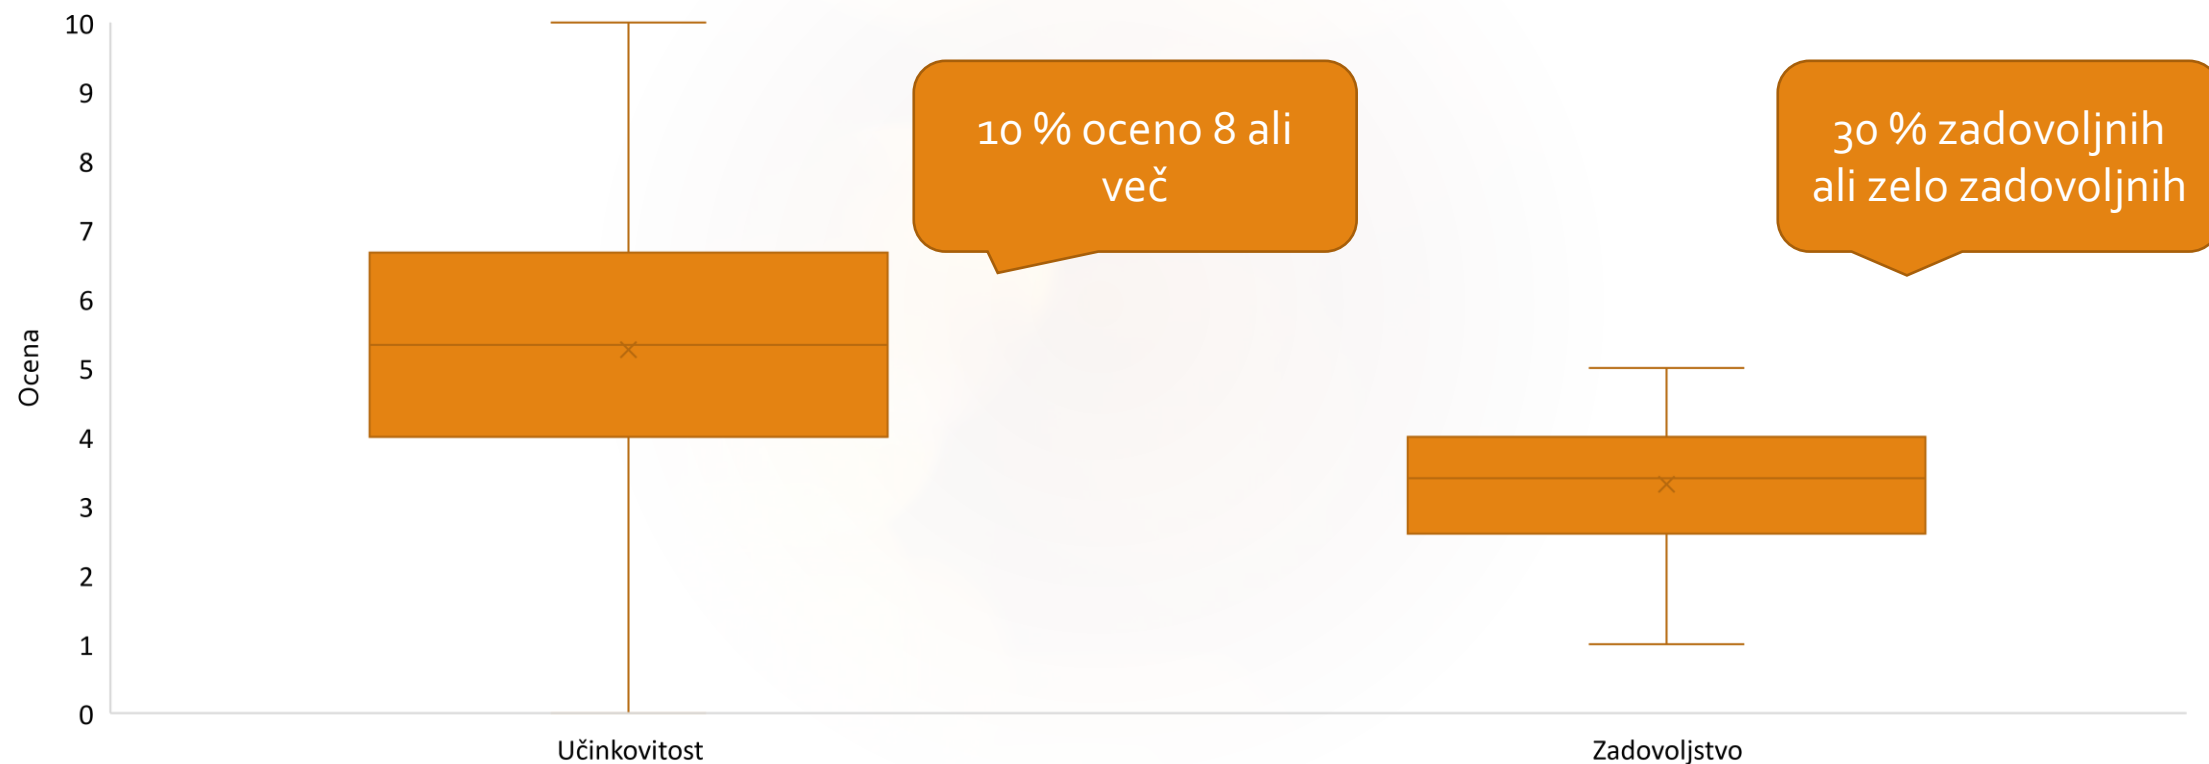 10
9
8
7
6
5
4
3
2
1
0
Ocena
10 % oceno 8 ali
več
30 % zadovoljnih
ali zelo zadovoljnih
Učinkovitost
Zadovoljstvo